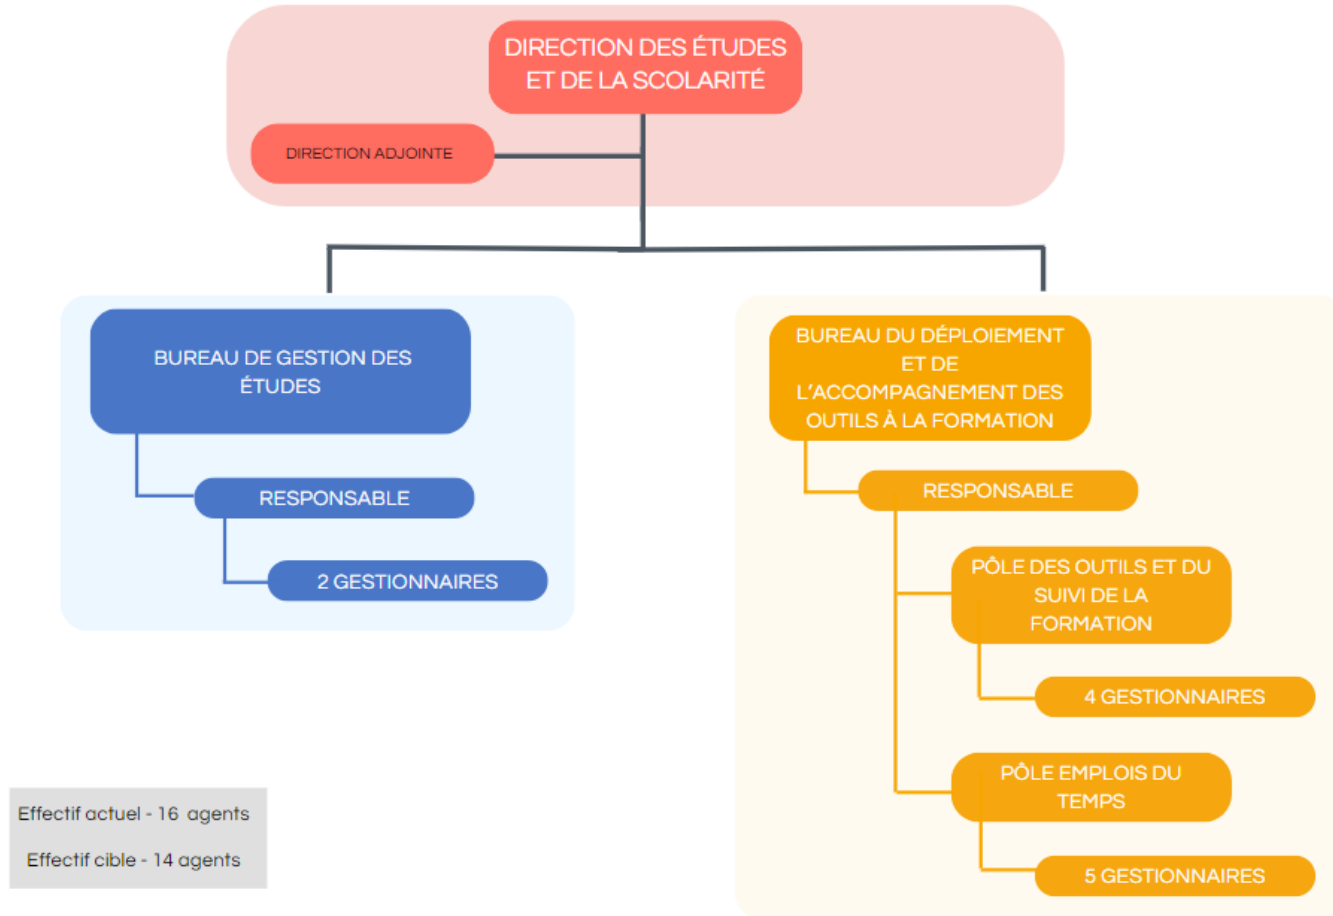 DIRECTION DES ÉTUDES
ET DE LA SCOLARITÉ
DIRECTION ADJOINTE
BUREAU DE GESTION DES
ÉTUDES
RESPONSABLE
2 GESTIONNAIRES
BUREAU DU DÉPLOIEMENT
ET DE
L'ACCOMPAGNEMENT DES
OUTILS À LA FORMATION
RESPONSABLE
PÔLE DES OUTILS ET DU
SUIVI DE LA
FORMATION
4 GESTIONNAIRES
PÔLE EMPLOIS DU
TEMPS
5 GESTIONNAIRES
Effectif actuel - 16 agents
Effectif cible - 14 agents